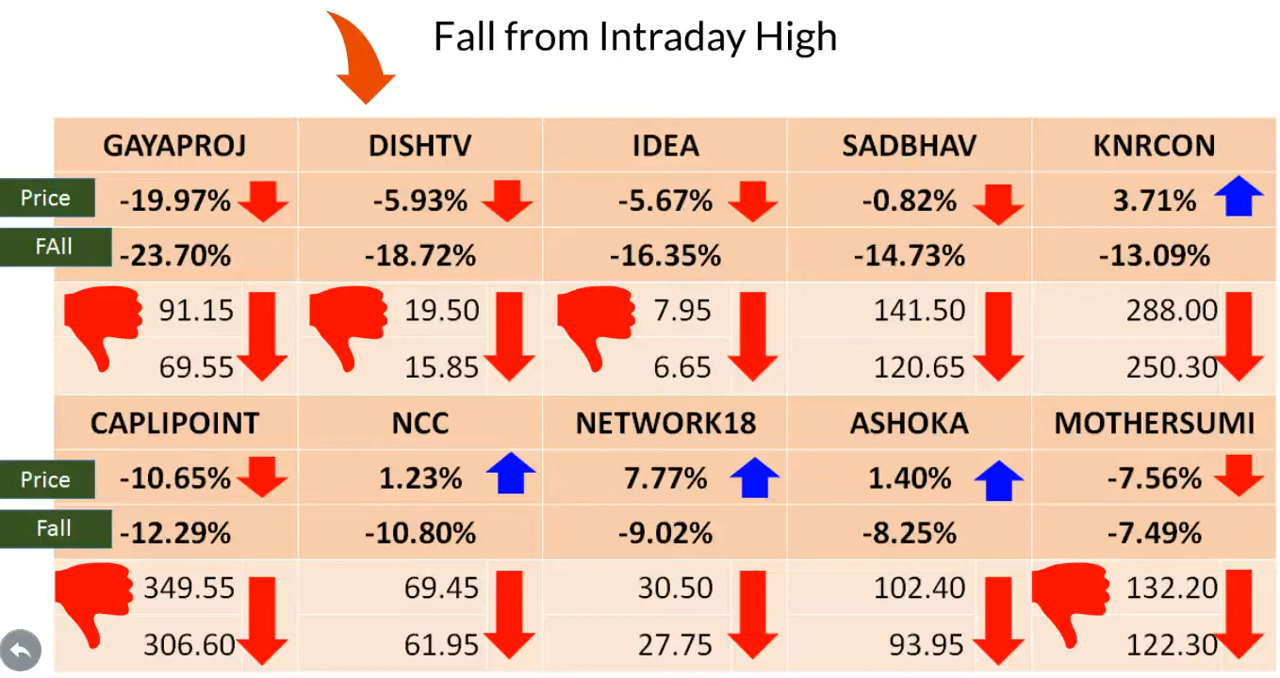 Fall from Intraday High
GAYAPROJ DISHTV IDEA SADBHAV KNRCON
Price -19.97% -5.93% -5.67% -0.82% 3.71%
FAll -23.70% -18.72% -16.35% -14.73% -13.09%
91.15 19.50 7.95 141.50 288.00
69.55 15.85 6.65 120.65 250.30
CAPLIPOINT NCC NETWORK18 ASHOKA MOTHERSUMI
Price -10.65% 1.23% 7.77% 1.40% -7.56%
Fall -12.29% -10.80% -9.02% -8.25% -7.49%
349.55 69.45 30.50 102.40 132.20
306.60 61.95 27.75 93.95 122.30